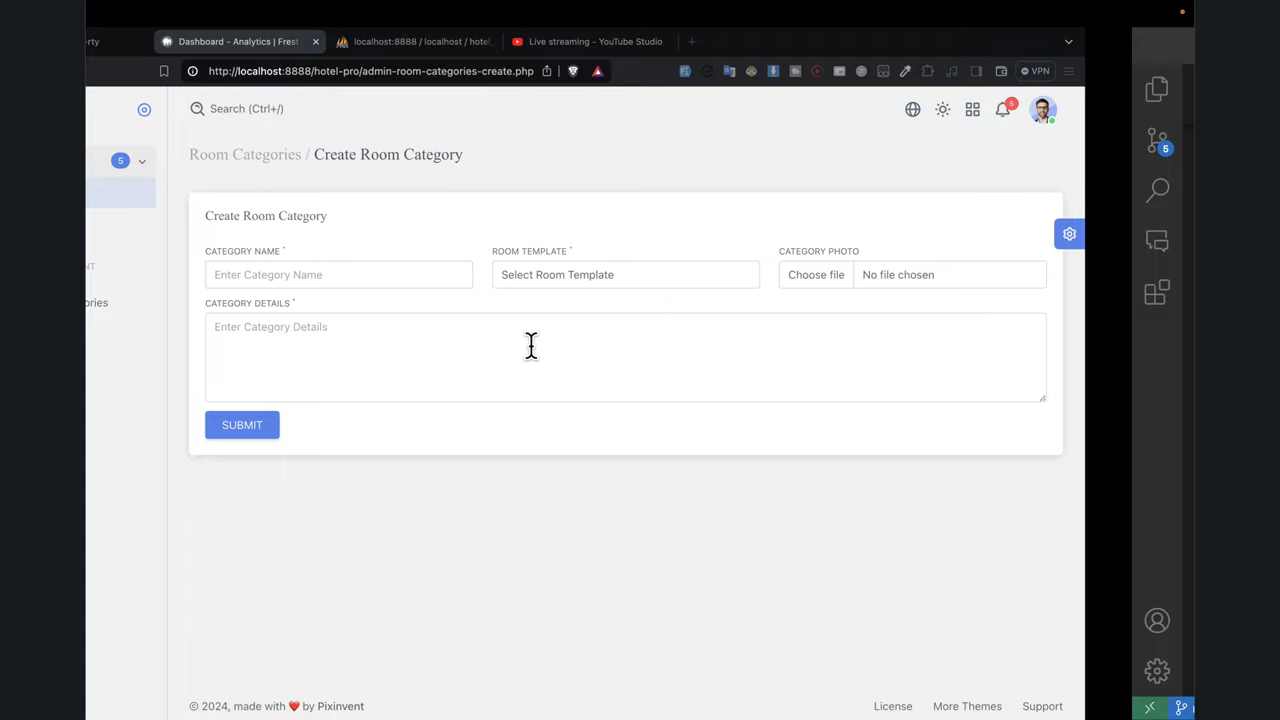 erty
Dashboard - Analytics | Frest
localhost:8888 / localhost / hotel
Live streaming - YouTube Studio
http://localhost:8888/hotel-pro/admin-room-categories-create.php
VPN
Search (Ctrl+/)
5
5
Room Categories / Create Room Category
5
Create Room Category
CATEGORY NAME *
ROOM TEMPLATE *
CATEGORY PHOTO
Enter Category Name
Select Room Template
Choose file
No file chosen
NT
ories
CATEGORY DETAILS *
Enter Category Details
SUBMIT
© 2024, made with ❤️ by Pixinvent
License
More Themes
Support